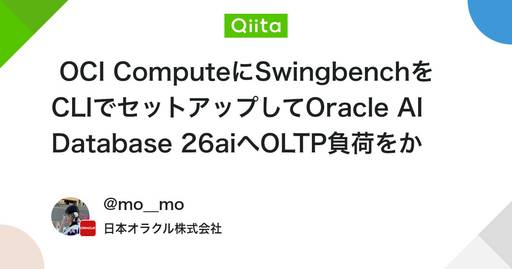 Qiita
OCI ComputeにSwingbenchを
CLIでセットアップしてOracle AI
Database 26aiへOLTP負荷をか
@mo__mo
日本オラクル株式会社